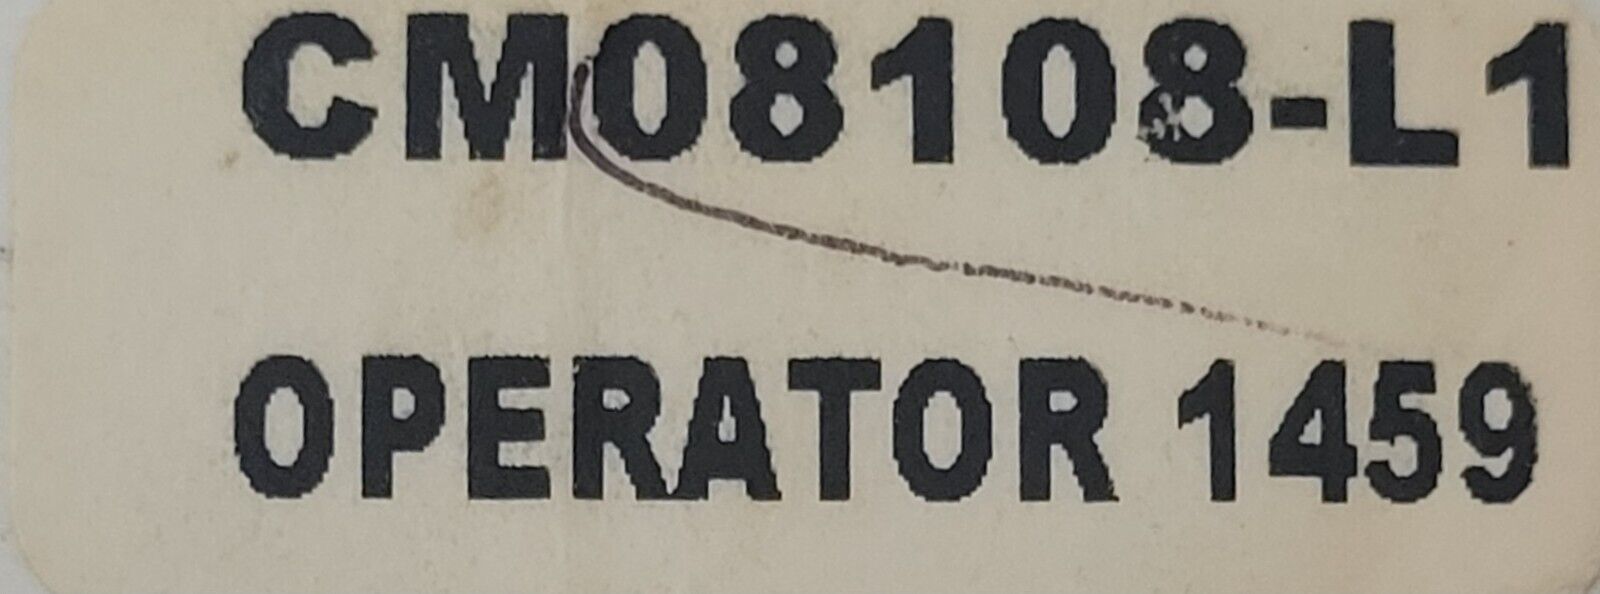 CM08108-L1
OPERATOR 1459